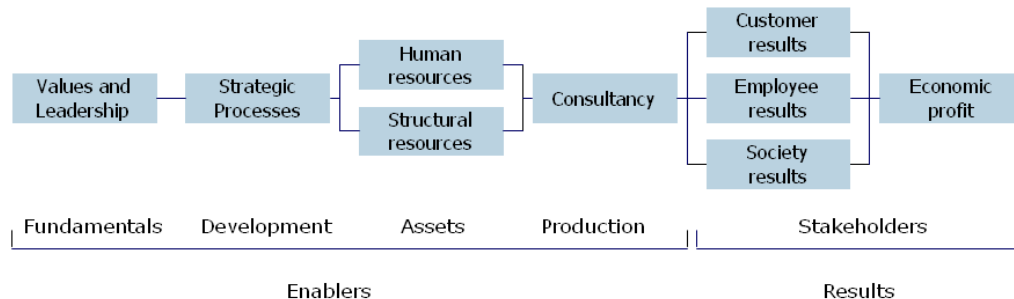 Values and
Leadership
Strategic
Processes
Human
resources
Structural
resources
Consultancy
Customer
results
Employee
results
Society
results
Economic
profit
Fundamentals
Development
Assets
Production
Stakeholders
Enablers
Results